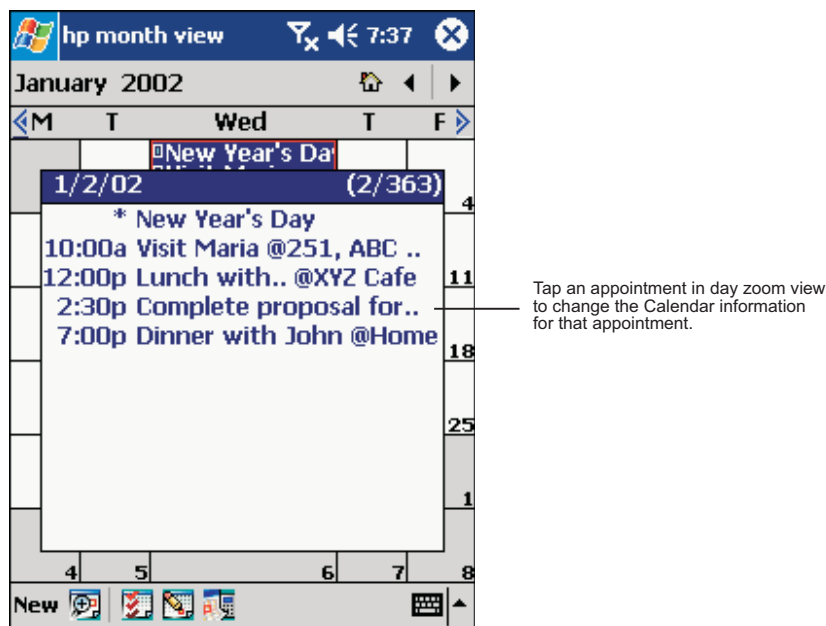 hp month view 7:37
January 2002
M T Wed T F
New Year's Da
1/2/02 (2/363)
4
* New Year's Day
10:00a Visit Maria @251, ABC ..
12:00p Lunch with.. @XYZ Cafe
11
2:30p Complete proposal for..
7:00p Dinner with John @Home
18
25
1
4 5 6 7 8
New
Tap an appointment in day zoom view
to change the Calendar information
for that appointment.